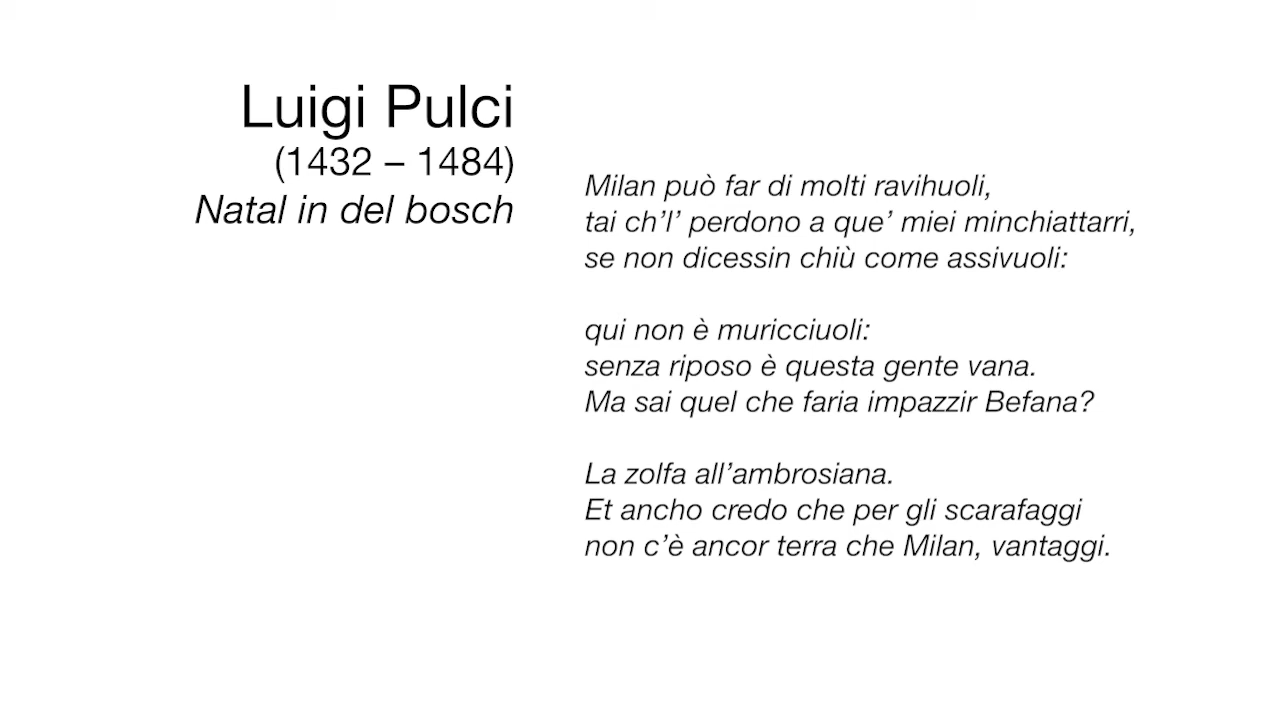 Luigi Pulci
(1432 – 1484)
Natal in del bosch
Milan può far di molti ravihuoli,
tai ch’l’ perdono a que’ miei minchiattarri,
se non dicessin chiù come assivuoli:
qui non è muricciuoli:
senza riposo è questa gente vana.
Ma sai quel che faria impazzir Befana?
La zolfa all’ambrosiana.
Et ancho credo che per gli scarafaggi
non c’è ancor terra che Milan, vantaggi.